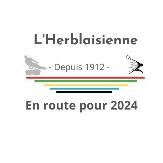 L'Herblaisienne
- Depuis 1912 -
En route pour 2024